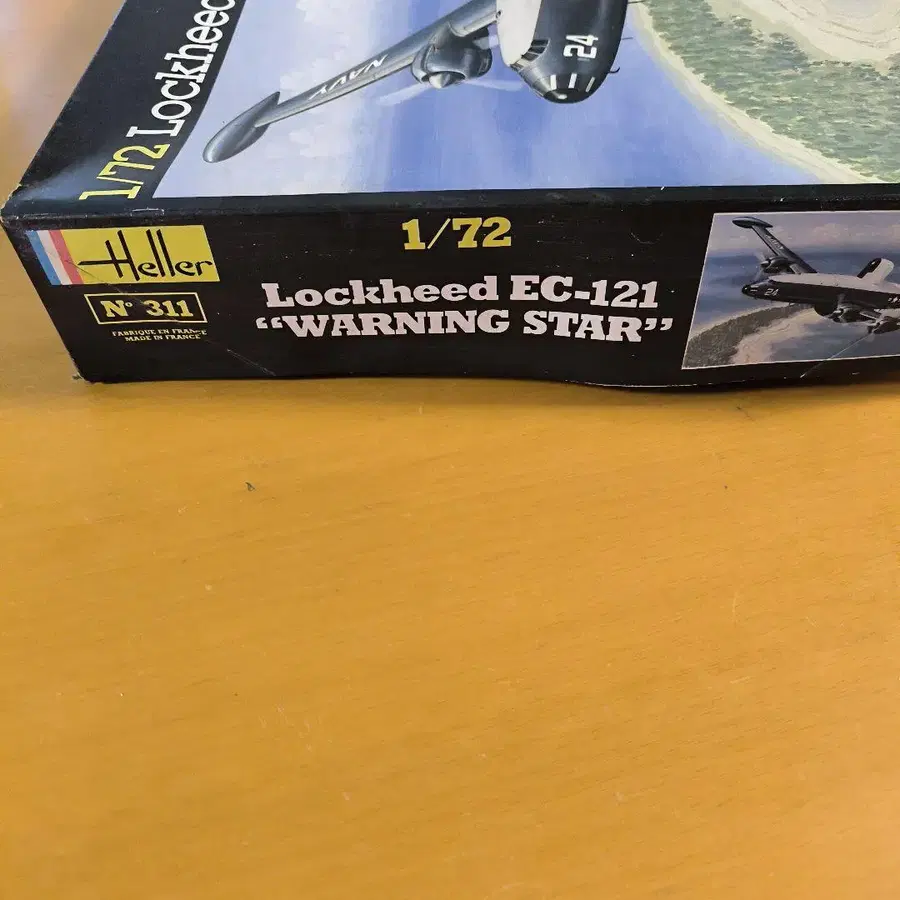 1/72 Lockheed
NAVY
24
Heller
1/72
N° 311
Lockheed EC-121
"WARNING STAR"
FABRIQUE EN FRANCE
MADE IN FRANCE
24